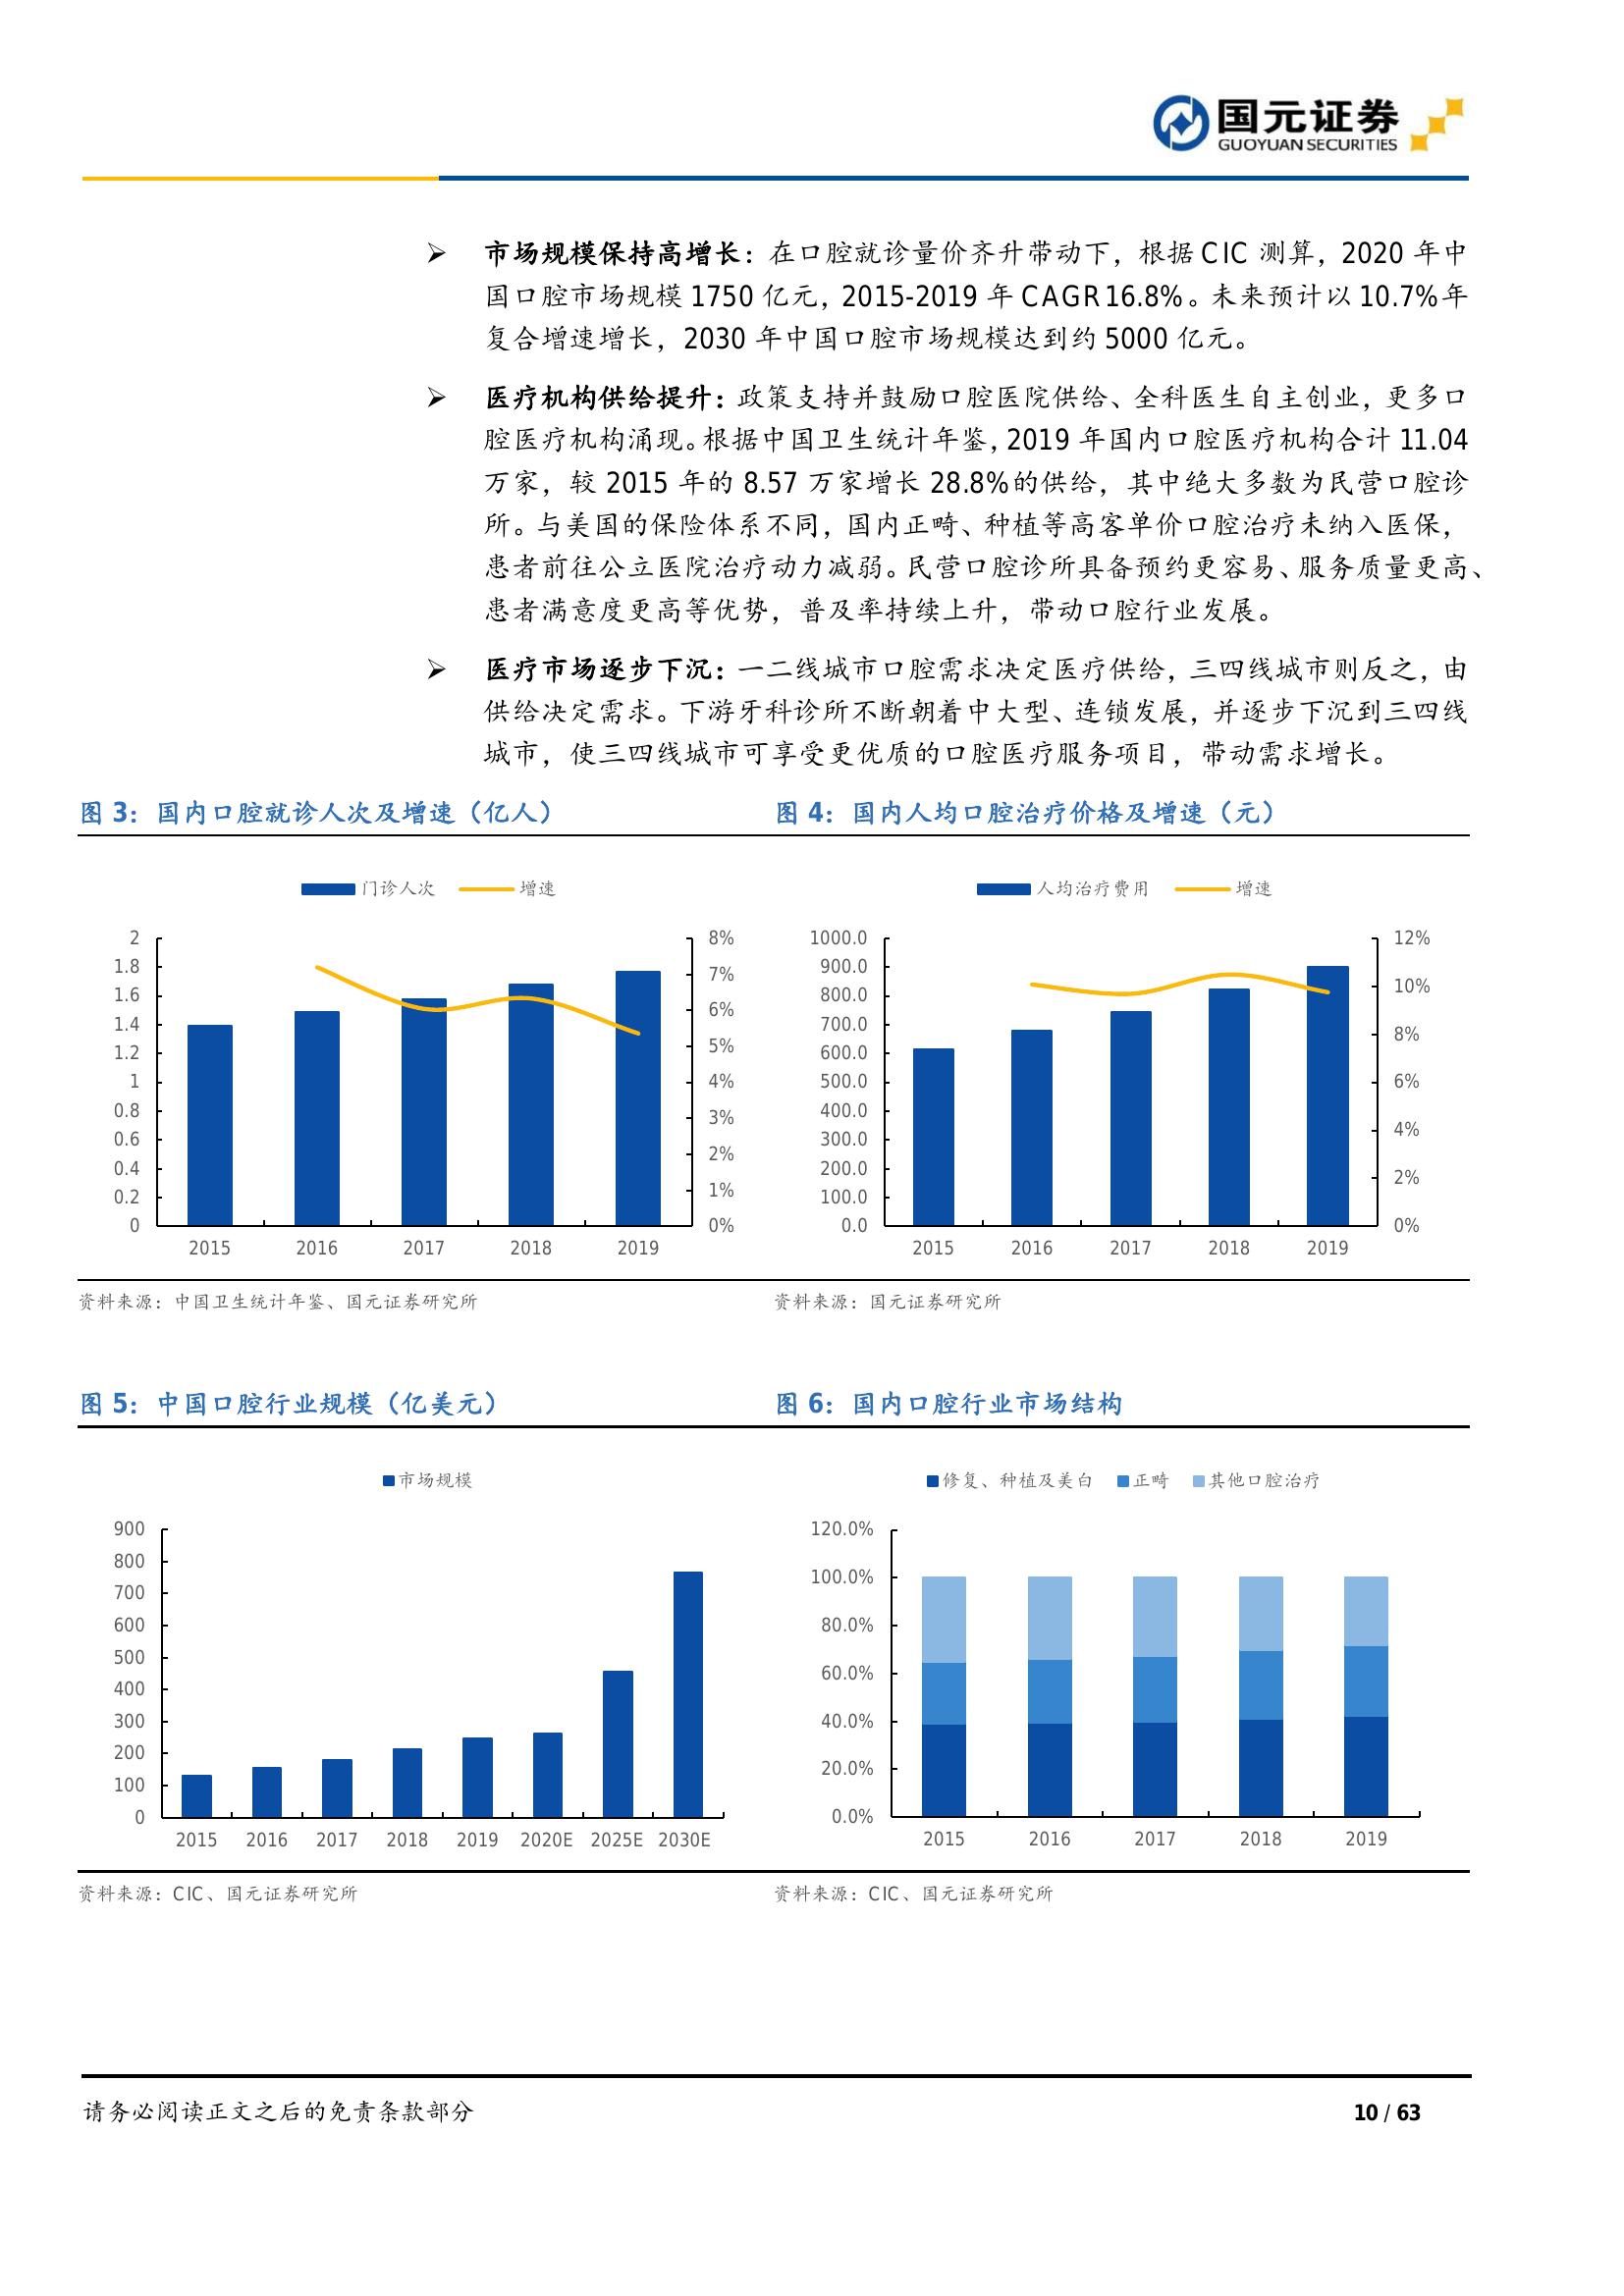 国元证券
GUOYUAN SECURITIES
➢ 市场规模保持高增长：在口腔就诊量价齐升带动下，根据 CIC 测算，2020 年中
国口腔市场规模 1750 亿元，2015-2019 年 CAGR16.8%。未来预计以 10.7%年
复合增速增长，2030 年中国口腔市场规模达到约 5000 亿元。
➢ 医疗机构供给提升：政策支持并鼓励口腔医院供给、全科医生自主创业，更多口
腔医疗机构涌现。根据中国卫生统计年鉴，2019 年国内口腔医疗机构合计 11.04
万家，较 2015 年的 8.57 万家增长 28.8%的供给，其中绝大多数为民营口腔诊
所。与美国的保险体系不同，国内正畸、种植等高客单价口腔治疗未纳入医保，
患者前往公立医院治疗动力减弱。民营口腔诊所具备预约更容易、服务质量更高、
患者满意度更高等优势，普及率持续上升，带动口腔行业发展。
➢ 医疗市场逐步下沉：一二线城市口腔需求决定医疗供给，三四线城市则反之，由
供给决定需求。下游牙科诊所不断朝着中大型、连锁发展，并逐步下沉到三四线
城市，使三四线城市可享受更优质的口腔医疗服务项目，带动需求增长。
图 3：国内口腔就诊人次及增速（亿人）
门诊人次 增速
2
1.8
1.6
1.4
1.2
1
0.8
0.6
0.4
0.2
0
8%
7%
6%
5%
4%
3%
2%
1%
0%
2015 2016 2017 2018 2019
资料来源：中国卫生统计年鉴、国元证券研究所
图 4：国内人均口腔治疗价格及增速（元）
人均治疗费用 增速
1000.0
900.0
800.0
700.0
600.0
500.0
400.0
300.0
200.0
100.0
0.0
12%
10%
8%
6%
4%
2%
0%
2015 2016 2017 2018 2019
资料来源：国元证券研究所
图 5：中国口腔行业规模（亿美元）
市场规模
900
800
700
600
500
400
300
200
100
0
2015 2016 2017 2018 2019 2020E 2025E 2030E
资料来源：CIC、国元证券研究所
图 6：国内口腔行业市场结构
修复、种植及美白 正畸 其他口腔治疗
120.0%
100.0%
80.0%
60.0%
40.0%
20.0%
0.0%
2015 2016 2017 2018 2019
资料来源：CIC、国元证券研究所
请务必阅读正文之后的免责条款部分
10 / 63